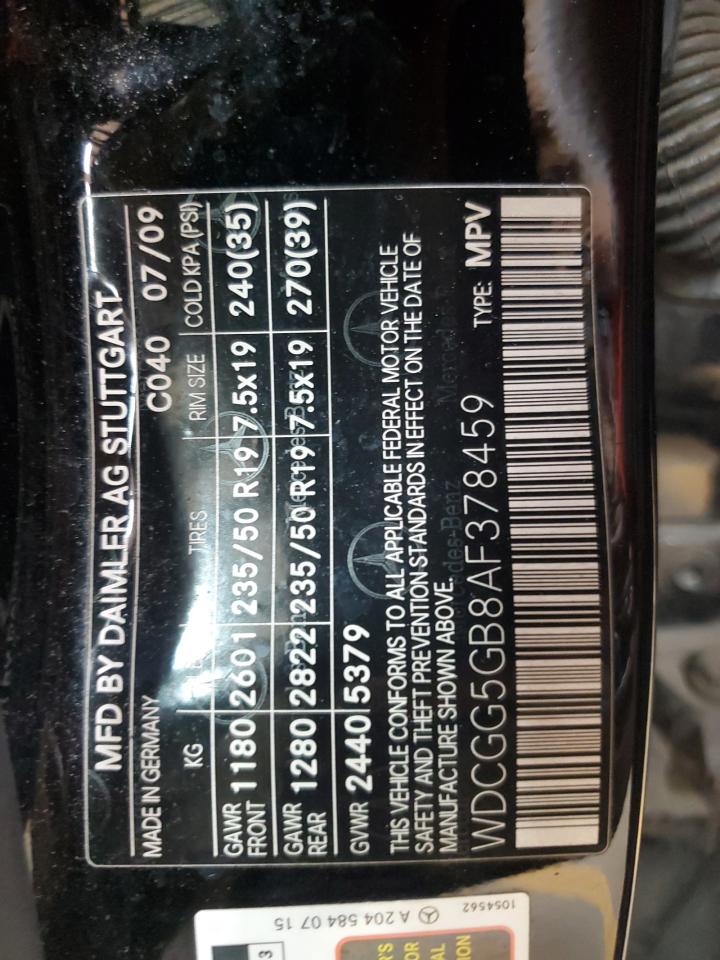 MFD BY DAIMLER AG STUTTGART
MADE IN GERMANY C040 07/09
KG TIRES RIM SIZE COLD KPA (PSI)
GAWR FRONT 1180 2601 235/50 R19 7.5x19 240(35)
GAWR REAR 1280 2822 235/50 R19 7.5x19 270(39)
GVWR 2440 5379
THIS VEHICLE CONFORMS TO ALL APPLICABLE FEDERAL MOTOR VEHICLE
SAFETY AND THEFT PREVENTION STANDARDS IN EFFECT ON THE DATE OF
MANUFACTURE SHOWN ABOVE.
WDCGG5GB8AF378459 TYPE: MPV
1054562
A 204 584 07 15
3